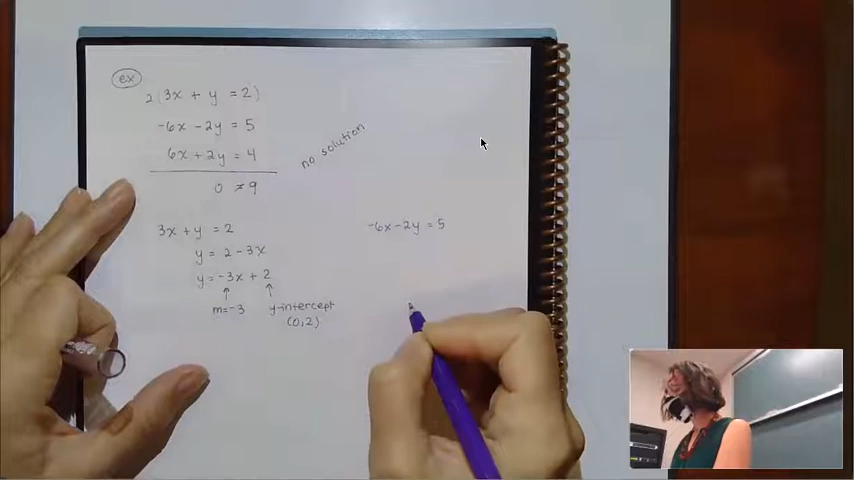 ex
2(3x + y = 2)
-6x - 2y = 5
6x + 2y = 4
0 ≠ 9
no solution
3x + y = 2
y = 2 - 3x
y = -3x + 2
↑ ↑
m = -3 y-intercept
(0,2)
-6x - 2y = 5